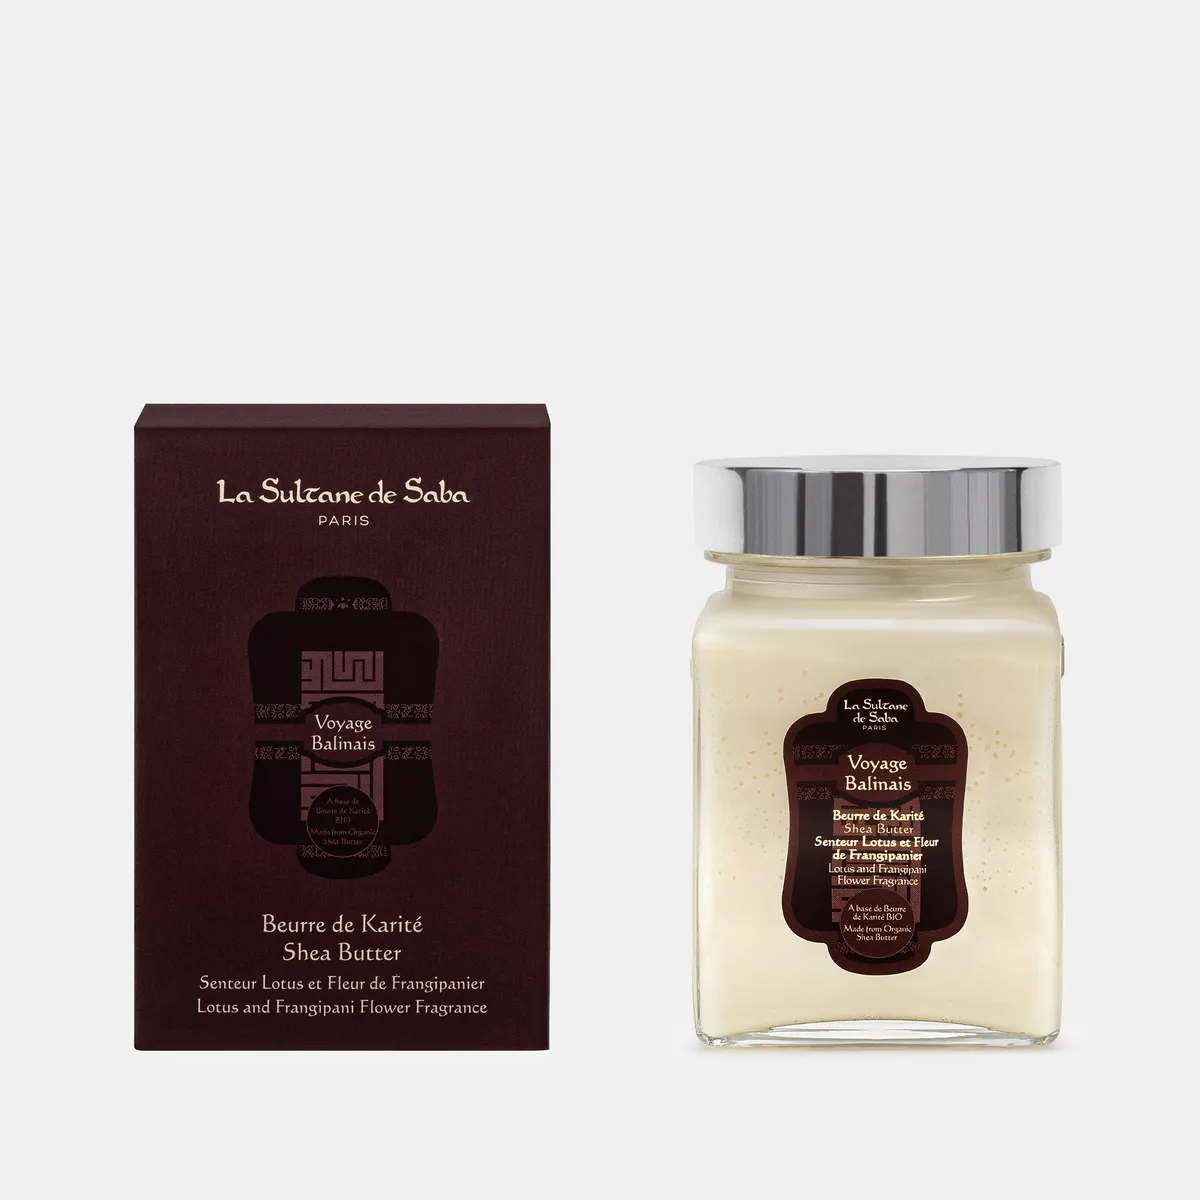 La Sultane de Saba
PARIS
Voyage
Balinais
A base de
Beurre de Karité
BIO
Made from Organic
Shea Butter
Beurre de Karité
Shea Butter
Senteur Lotus et Fleur de Frangipanier
Lotus and Frangipani Flower Fragrance
La Sultane
de Saba
PARIS
Voyage
Balinais
Beurre de Karité
Shea Butter
Senteur Lotus et Fleur
de Frangipanier
Lotus and Frangipani
Flower Fragrance
A base de Beurre
de Karité BIO
Made from Organic
Shea Butter